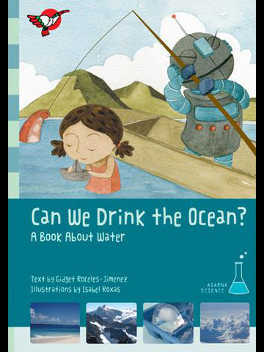 Can We Drink the Ocean?
A Book About Water
Text by Gidget Roceles-Jimenez
Illustrations by Isabel Roxas
ADARNA
SCIENCE